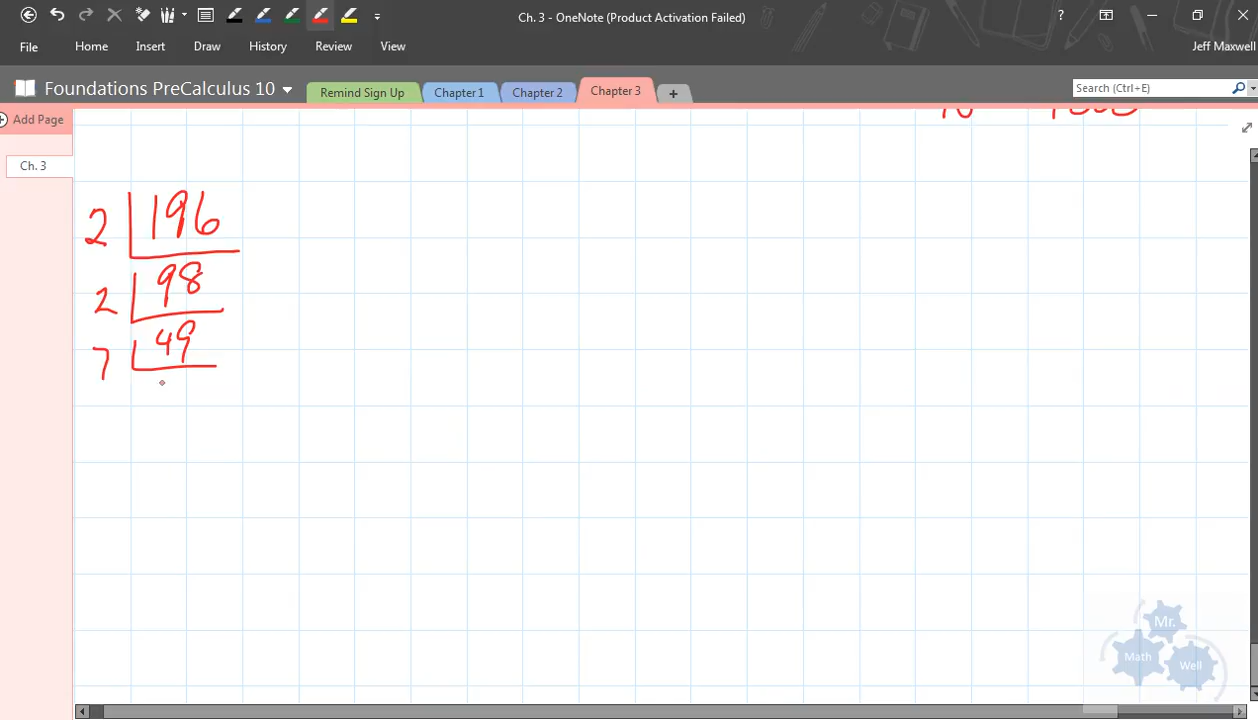 Ch. 3 - OneNote (Product Activation Failed)
?
File
Home
Insert
Draw
History
Review
View
Jeff Maxwell
Foundations PreCalculus 10
Remind Sign Up
Chapter 1
Chapter 2
Chapter 3
+
Search (Ctrl+E)
Add Page
Ch. 3
2 196
2 98
7 49
Mr.
Math
Well